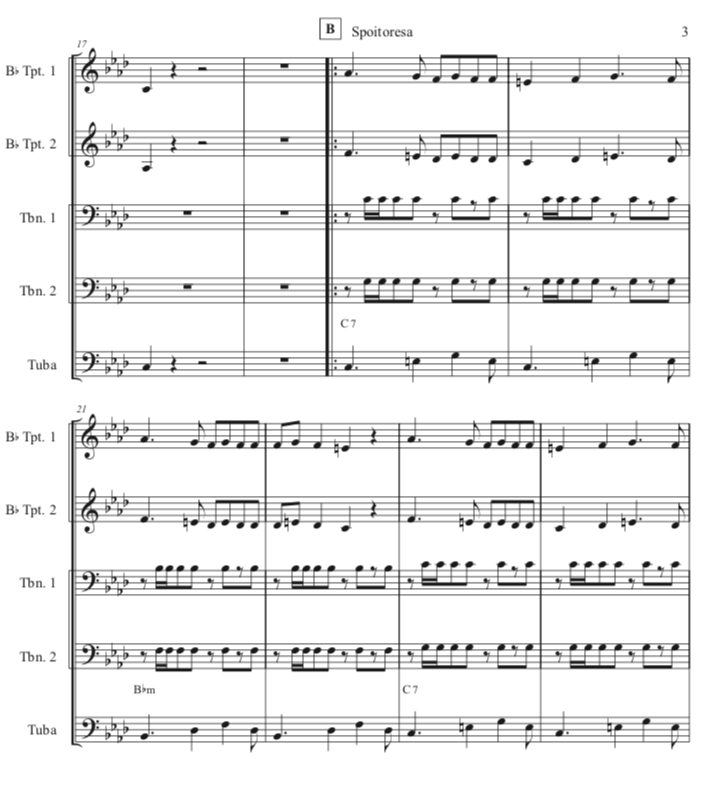 B Spoitoresa 3
17
B♭ Tpt. 1
B♭ Tpt. 2
Tbn. 1
Tbn. 2
C 7
Tuba
21
B♭ Tpt. 1
B♭ Tpt. 2
Tbn. 1
Tbn. 2
B♭m C 7
Tuba